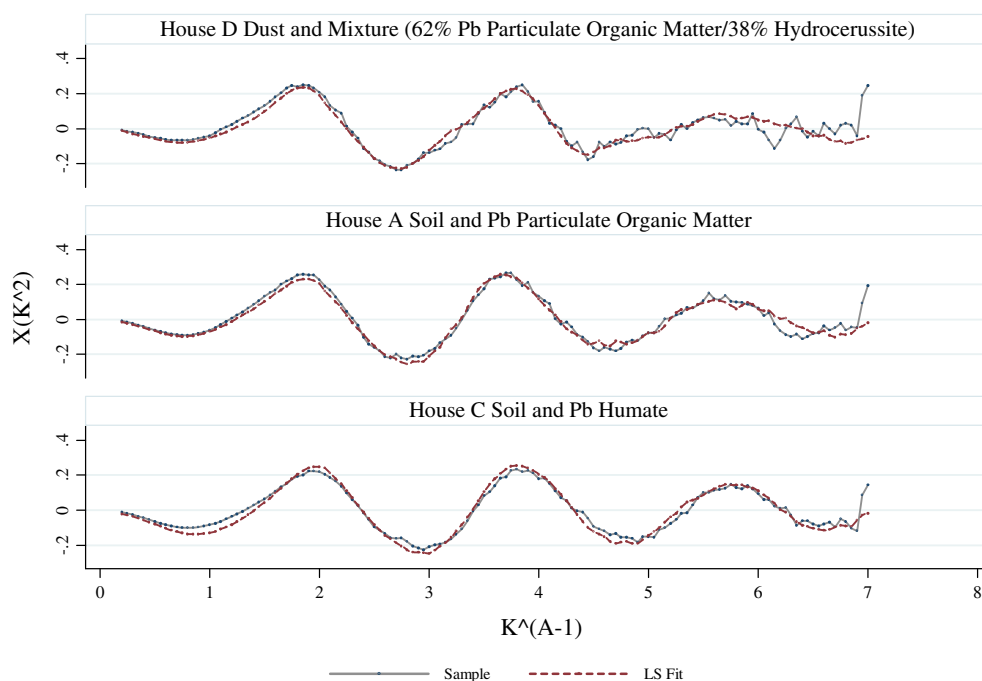 House D Dust and Mixture (62% Pb Particulate Organic Matter/38% Hydrocerussite)
.4
.2
0
-.2
House A Soil and Pb Particulate Organic Matter
.4
.2
0
-.2
X(K^2)
House C Soil and Pb Humate
.4
.2
0
-.2
0 1 2 3 4 5 6 7 8
K^(A-1)
Sample LS Fit